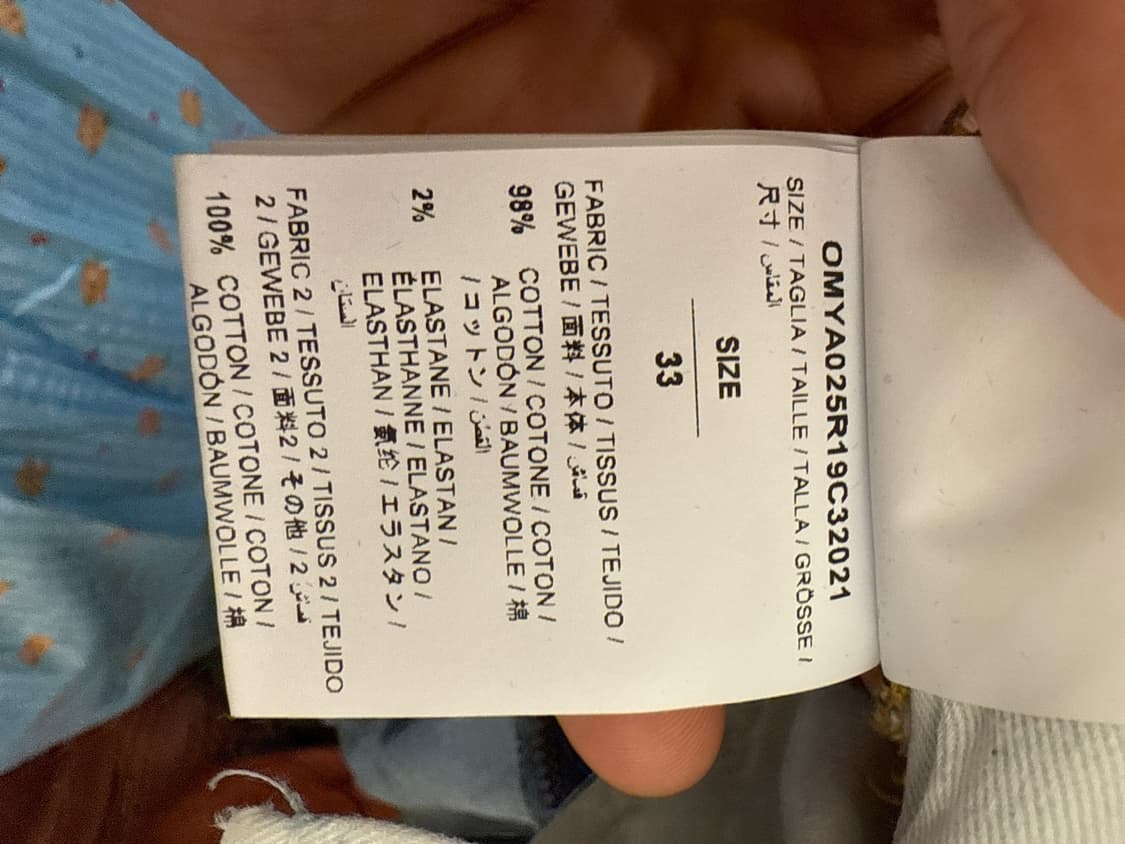 OMYA025R19C32021
SIZE / TAGLIA / TAILLE / TALLA / GRÖSSE /
尺寸 / المقاس
SIZE
33
FABRIC / TESSUTO / TISSUS / TEJIDO /
GEWEBE / 面料 / 本体 / قماش
98% COTTON / COTONE / COTON /
ALGODÓN / BAUMWOLLE / 棉
/ コットン / القطن
2% ELASTANE / ELASTAN /
ÉLASTHANNE / ELASTANO /
ELASTHAN / 氨纶 / エラスタン /
FABRIC 2 / TESSUTO 2 / TISSUS 2 / TEJIDO
2 / GEWEBE 2 / 面料2 / その他 / 2 قماش
100% COTTON / COTONE / COTON /
ALGODÓN / BAUMWOLLE / 棉